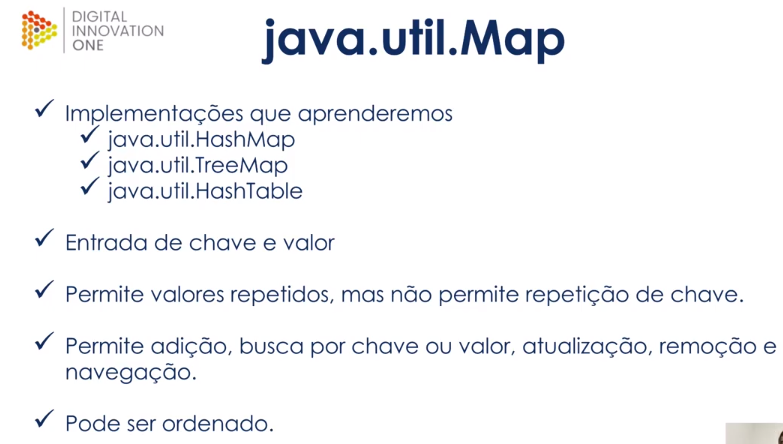 DIGITAL
INNOVATION
ONE
java.util.Map
Implementações que aprenderemos
java.util.HashMap
java.util.TreeMap
java.util.HashTable
Entrada de chave e valor
Permite valores repetidos, mas não permite repetição de chave.
Permite adição, busca por chave ou valor, atualização, remoção e
navegação.
Pode ser ordenado.